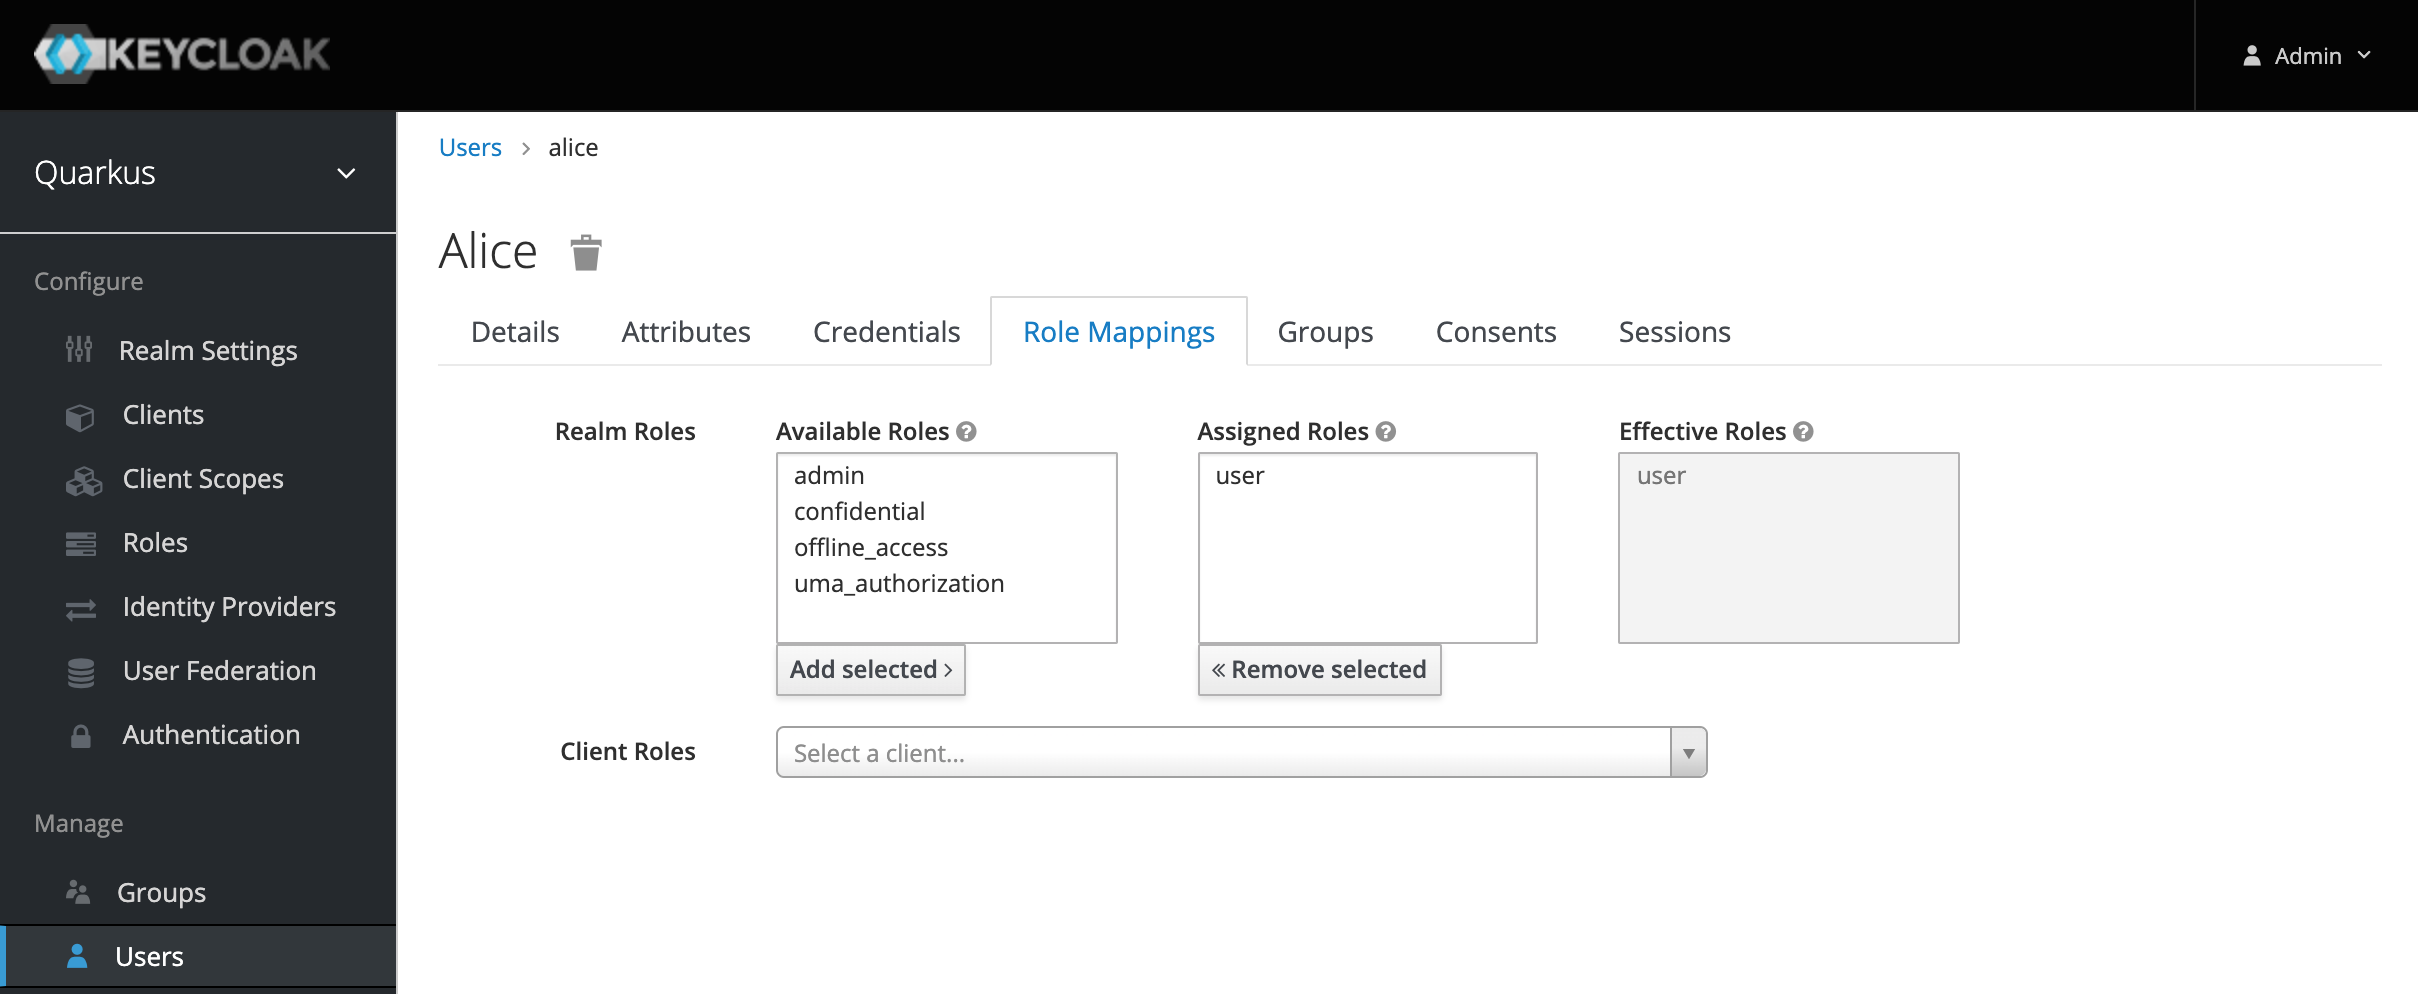 KEYCLOAK
Admin
Quarkus
Configure
Realm Settings
Clients
Client Scopes
Roles
Identity Providers
User Federation
Authentication
Manage
Groups
Users
Users > alice
Alice
Details Attributes Credentials Role Mappings Groups Consents Sessions
Realm Roles
Available Roles ?
admin
confidential
offline_access
uma_authorization
Add selected >
Assigned Roles ?
user
« Remove selected
Effective Roles ?
user
Client Roles
Select a client...